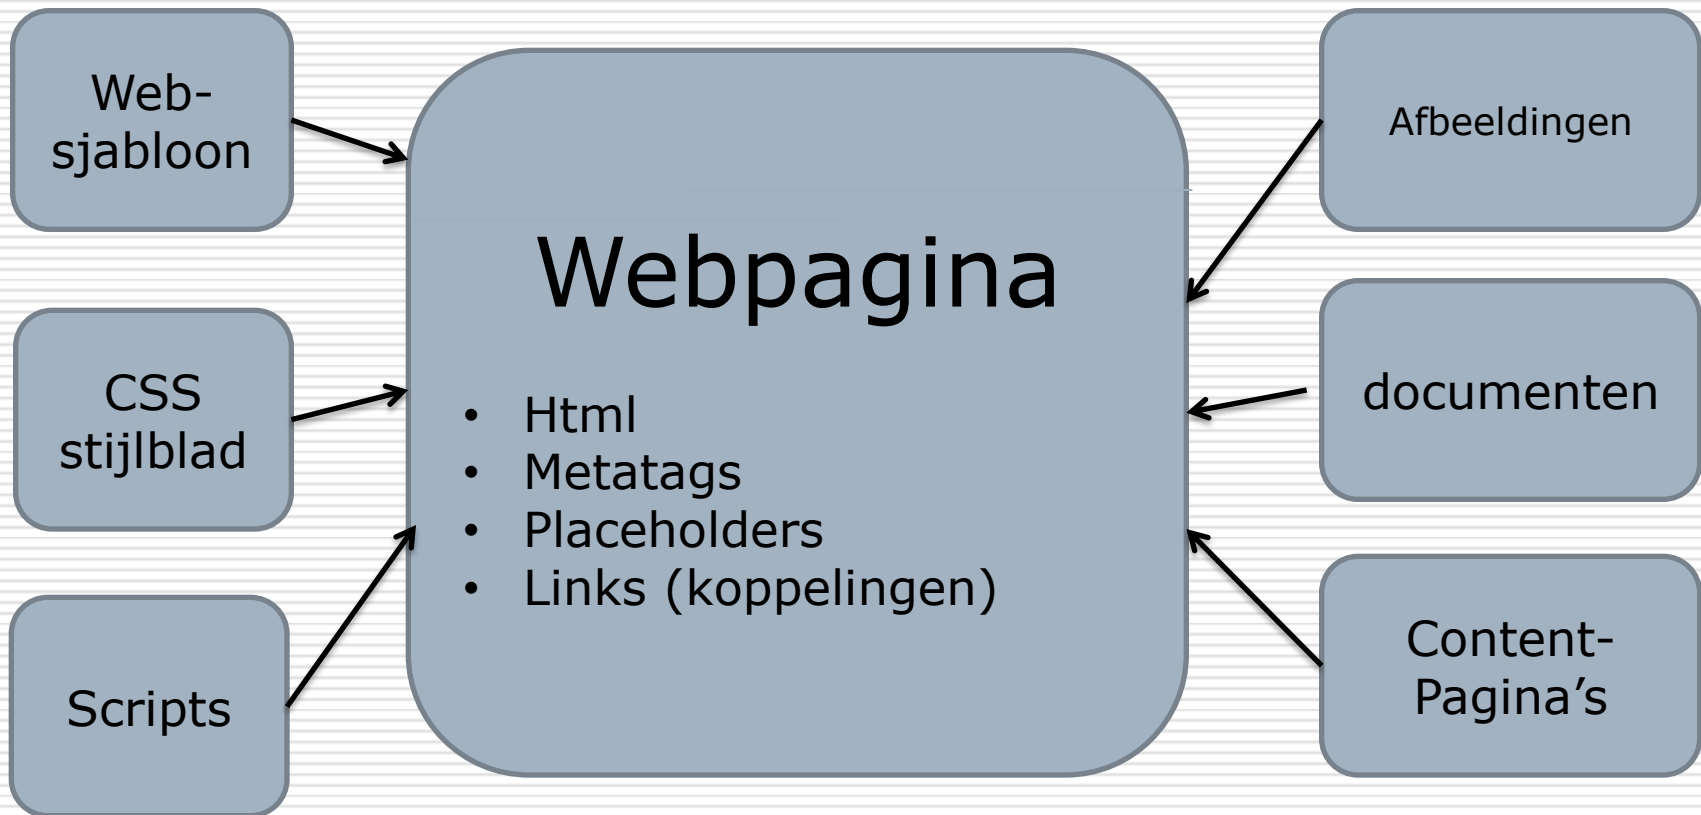 Web-
sjabloon
CSS
stijlblad
Scripts
Webpagina
• Html
• Metatags
• Placeholders
• Links (koppelingen)
Afbeeldingen
documenten
Content-
Pagina’s